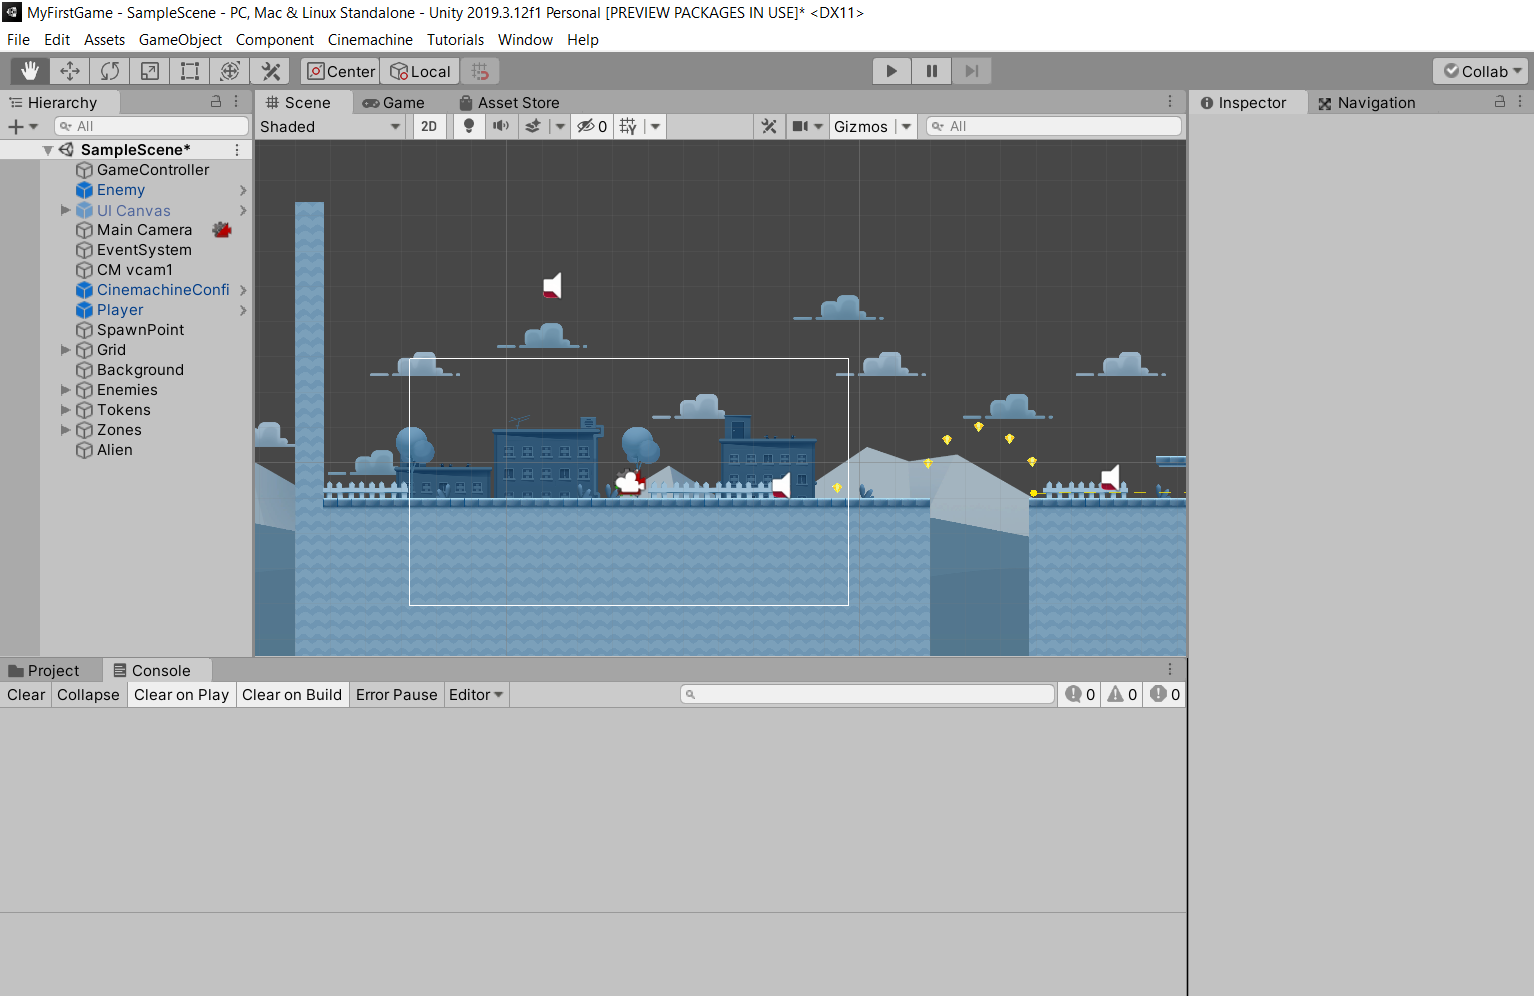 MyFirstGame - SampleScene - PC, Mac & Linux Standalone - Unity 2019.3.12f1 Personal [PREVIEW PACKAGES IN USE]* <DX11>
File Edit Assets GameObject Component Cinemachine Tutorials Window Help
Center Local Collab
Hierarchy Scene Game Asset Store Inspector Navigation
All Shaded 2D 0 Gizmos All
SampleScene*
GameController
Enemy
UI Canvas
Main Camera
EventSystem
CM vcam1
CinemachineConfi
Player
SpawnPoint
Grid
Background
Enemies
Tokens
Zones
Alien
Project Console
Clear Collapse Clear on Play Clear on Build Error Pause Editor 0 0 0